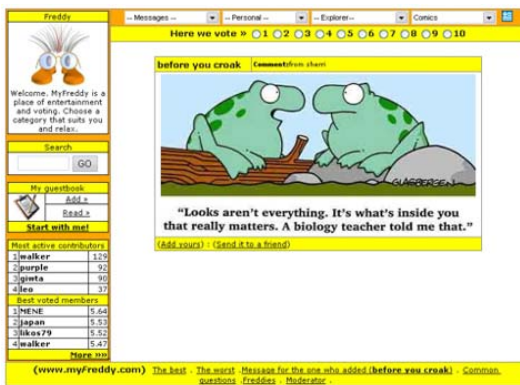 Freddy
-- Messages --
-- Personal --
-- Explorer--
Comics
Here we vote » 1 2 3 4 5 6 7 8 9 10
Welcome. MyFreddy is a
place of entertainment
and voting. Choose a
category that suits you
and relax.
Search
GO
My guestbook
Add »
Read »
Start with me!
Most active contributors
1 walker 129
2 purple 92
3 giwta 90
4 leo 37
Best voted members
1 MENE 5.64
2 japan 5.53
3 likos79 5.52
4 walker 5.47
More »»»
before you croak
Comment:from sherri
GLASBERGEN
“Looks aren’t everything. It’s what’s inside you
that really matters. A biology teacher told me that.”
(Add yours) : (Send it to a friend)
(www.myFreddy.com) The best . The worst .Message for the one who added (before you croak) . Common
questions .Freddies . Moderator .